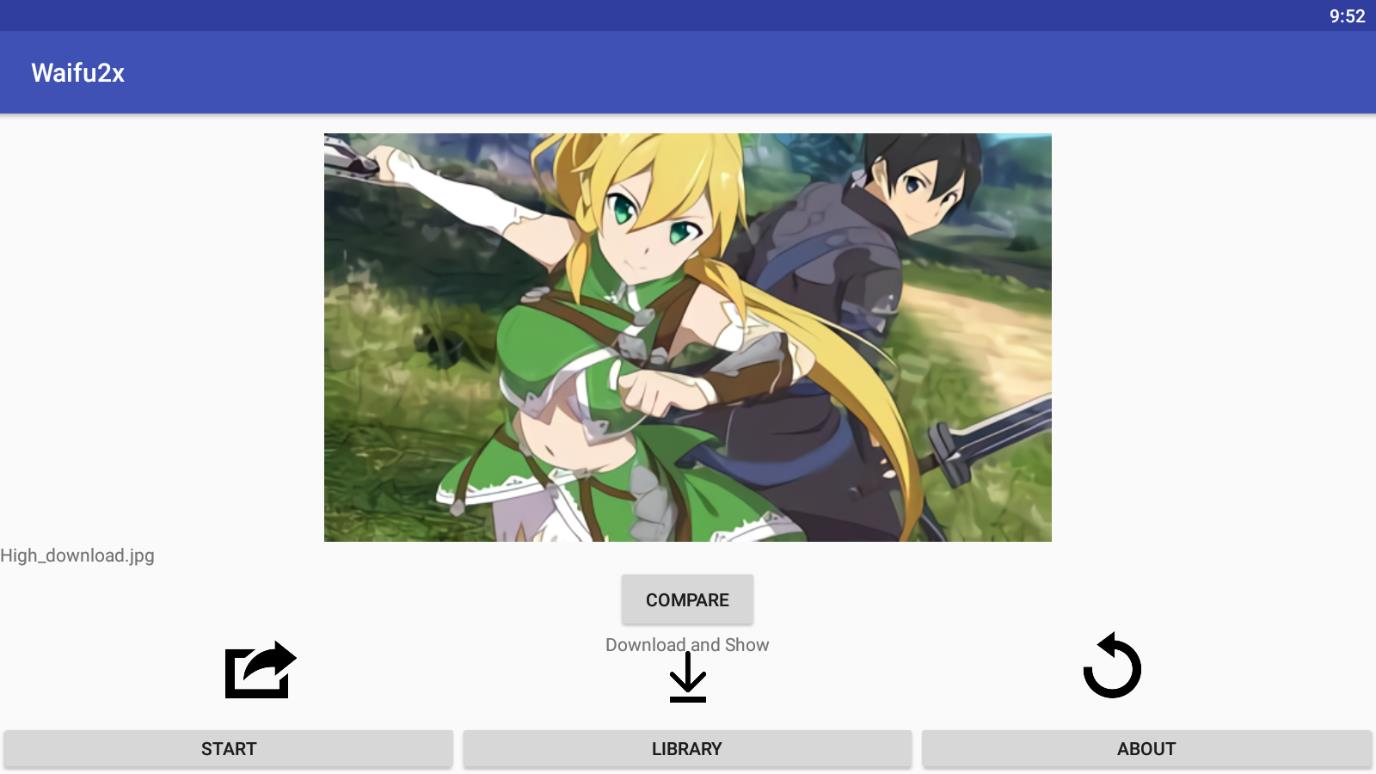 9:52
Waifu2x
High_download.jpg
COMPARE
Download and Show
START
LIBRARY
ABOUT